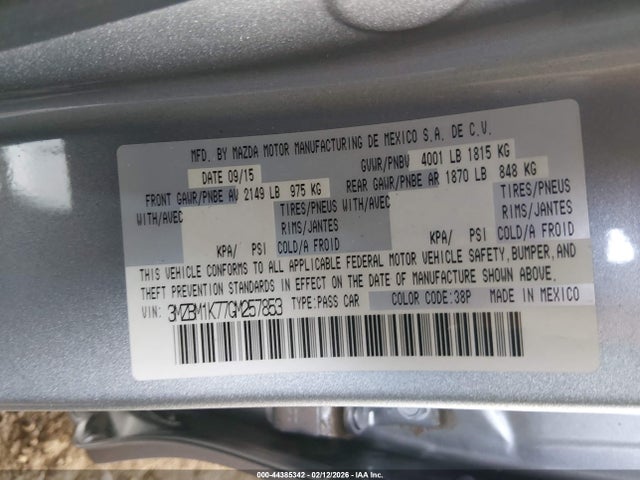 MFD. BY MAZDA MOTOR MANUFACTURING DE MEXICO S.A. DE C.V.
DATE 09/15 GVWR/PNBV 4001 LB 1815 KG
FRONT GAWR/PNBE AV 2149 LB 975 KG REAR GAWR/PNBE AR 1870 LB 848 KG
WITH/AVEC TIRES/PNEUS WITH/AVEC TIRES/PNEUS
RIMS/JANTES RIMS/JANTES
KPA/ PSI COLD/A FROID KPA/ PSI COLD/A FROID
THIS VEHICLE CONFORMS TO ALL APPLICABLE FEDERAL MOTOR VEHICLE SAFETY, BUMPER, AND
THEFT PREVENTION STANDARDS IN EFFECT ON THE DATE OF MANUFACTURE SHOWN ABOVE.
VIN: 3MZBM1K77GM257853 TYPE:PASS CAR COLOR CODE:38P MADE IN MEXICO
000-44385342 - 02/12/2026 - IAA Inc.